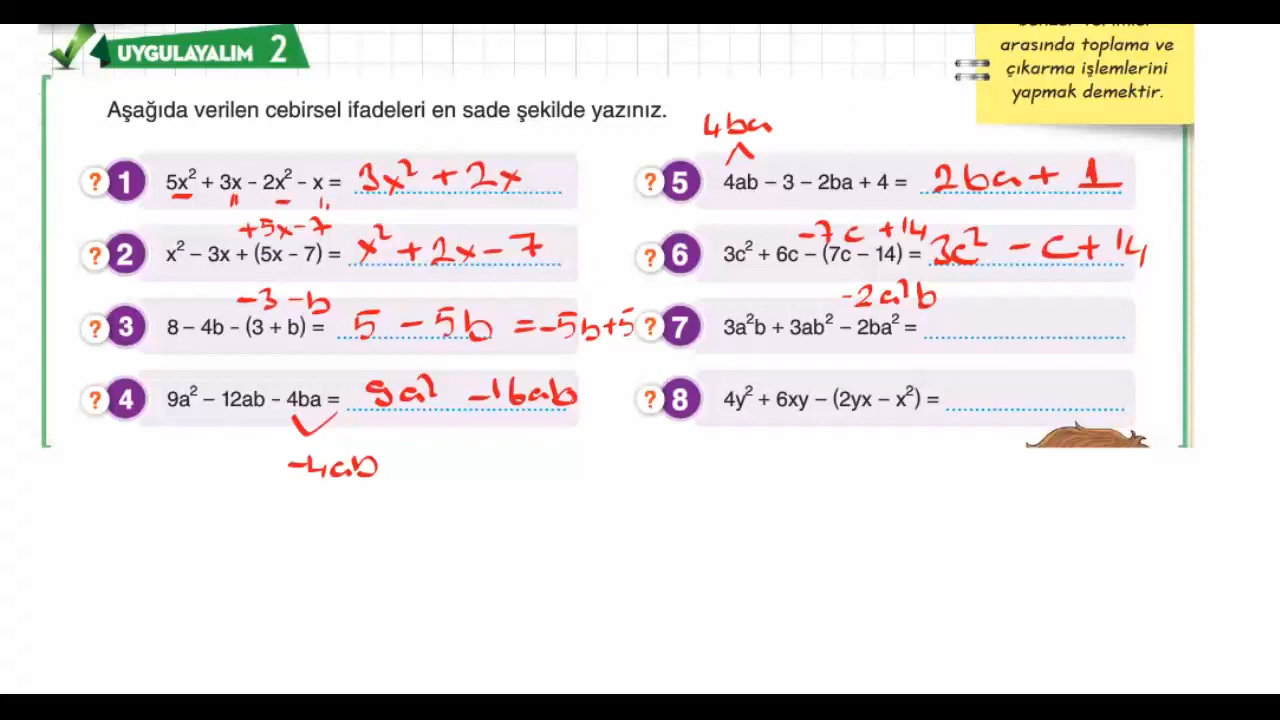 UYGULAYALIM 2
arasında toplama ve
çıkarma işlemlerini
yapmak demektir.
Aşağıda verilen cebirsel ifadeleri en sade şekilde yazınız.
? 1 5x² + 3x – 2x² – x = 3x² + 2x
+5x – 7
? 2 x² – 3x + (5x – 7) = x² + 2x – 7
–3 –b
? 3 8 – 4b – (3 + b) = 5 – 5b = –5b+5
? 4 9a² – 12ab – 4ba = 9a² –16ab
–4ab
4ba
? 5 4ab – 3 – 2ba + 4 = 2ba + 1
–7c +14
? 6 3c² + 6c – (7c – 14) = 3c² – c + 14
–2a²b
? 7 3a²b + 3ab² – 2ba² =
? 8 4y² + 6xy – (2yx – x²) =